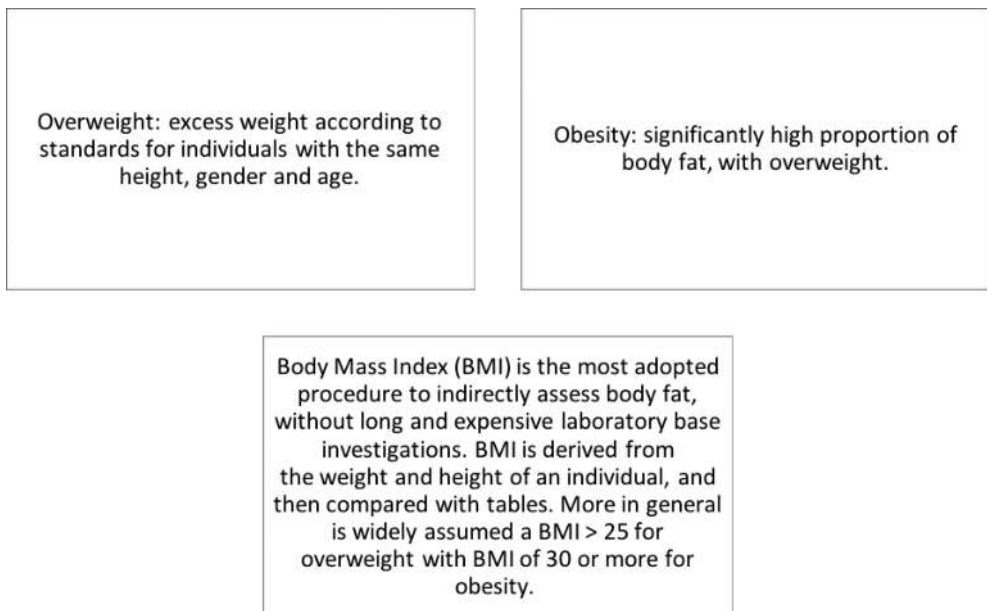 Overweight: excess weight according to
standards for individuals with the same
height, gender and age.
Obesity: significantly high proportion of
body fat, with overweight.
Body Mass Index (BMI) is the most adopted
procedure to indirectly assess body fat,
without long and expensive laboratory base
investigations. BMI is derived from
the weight and height of an individual, and
then compared with tables. More in general
is widely assumed a BMI > 25 for
overweight with BMI of 30 or more for
obesity.